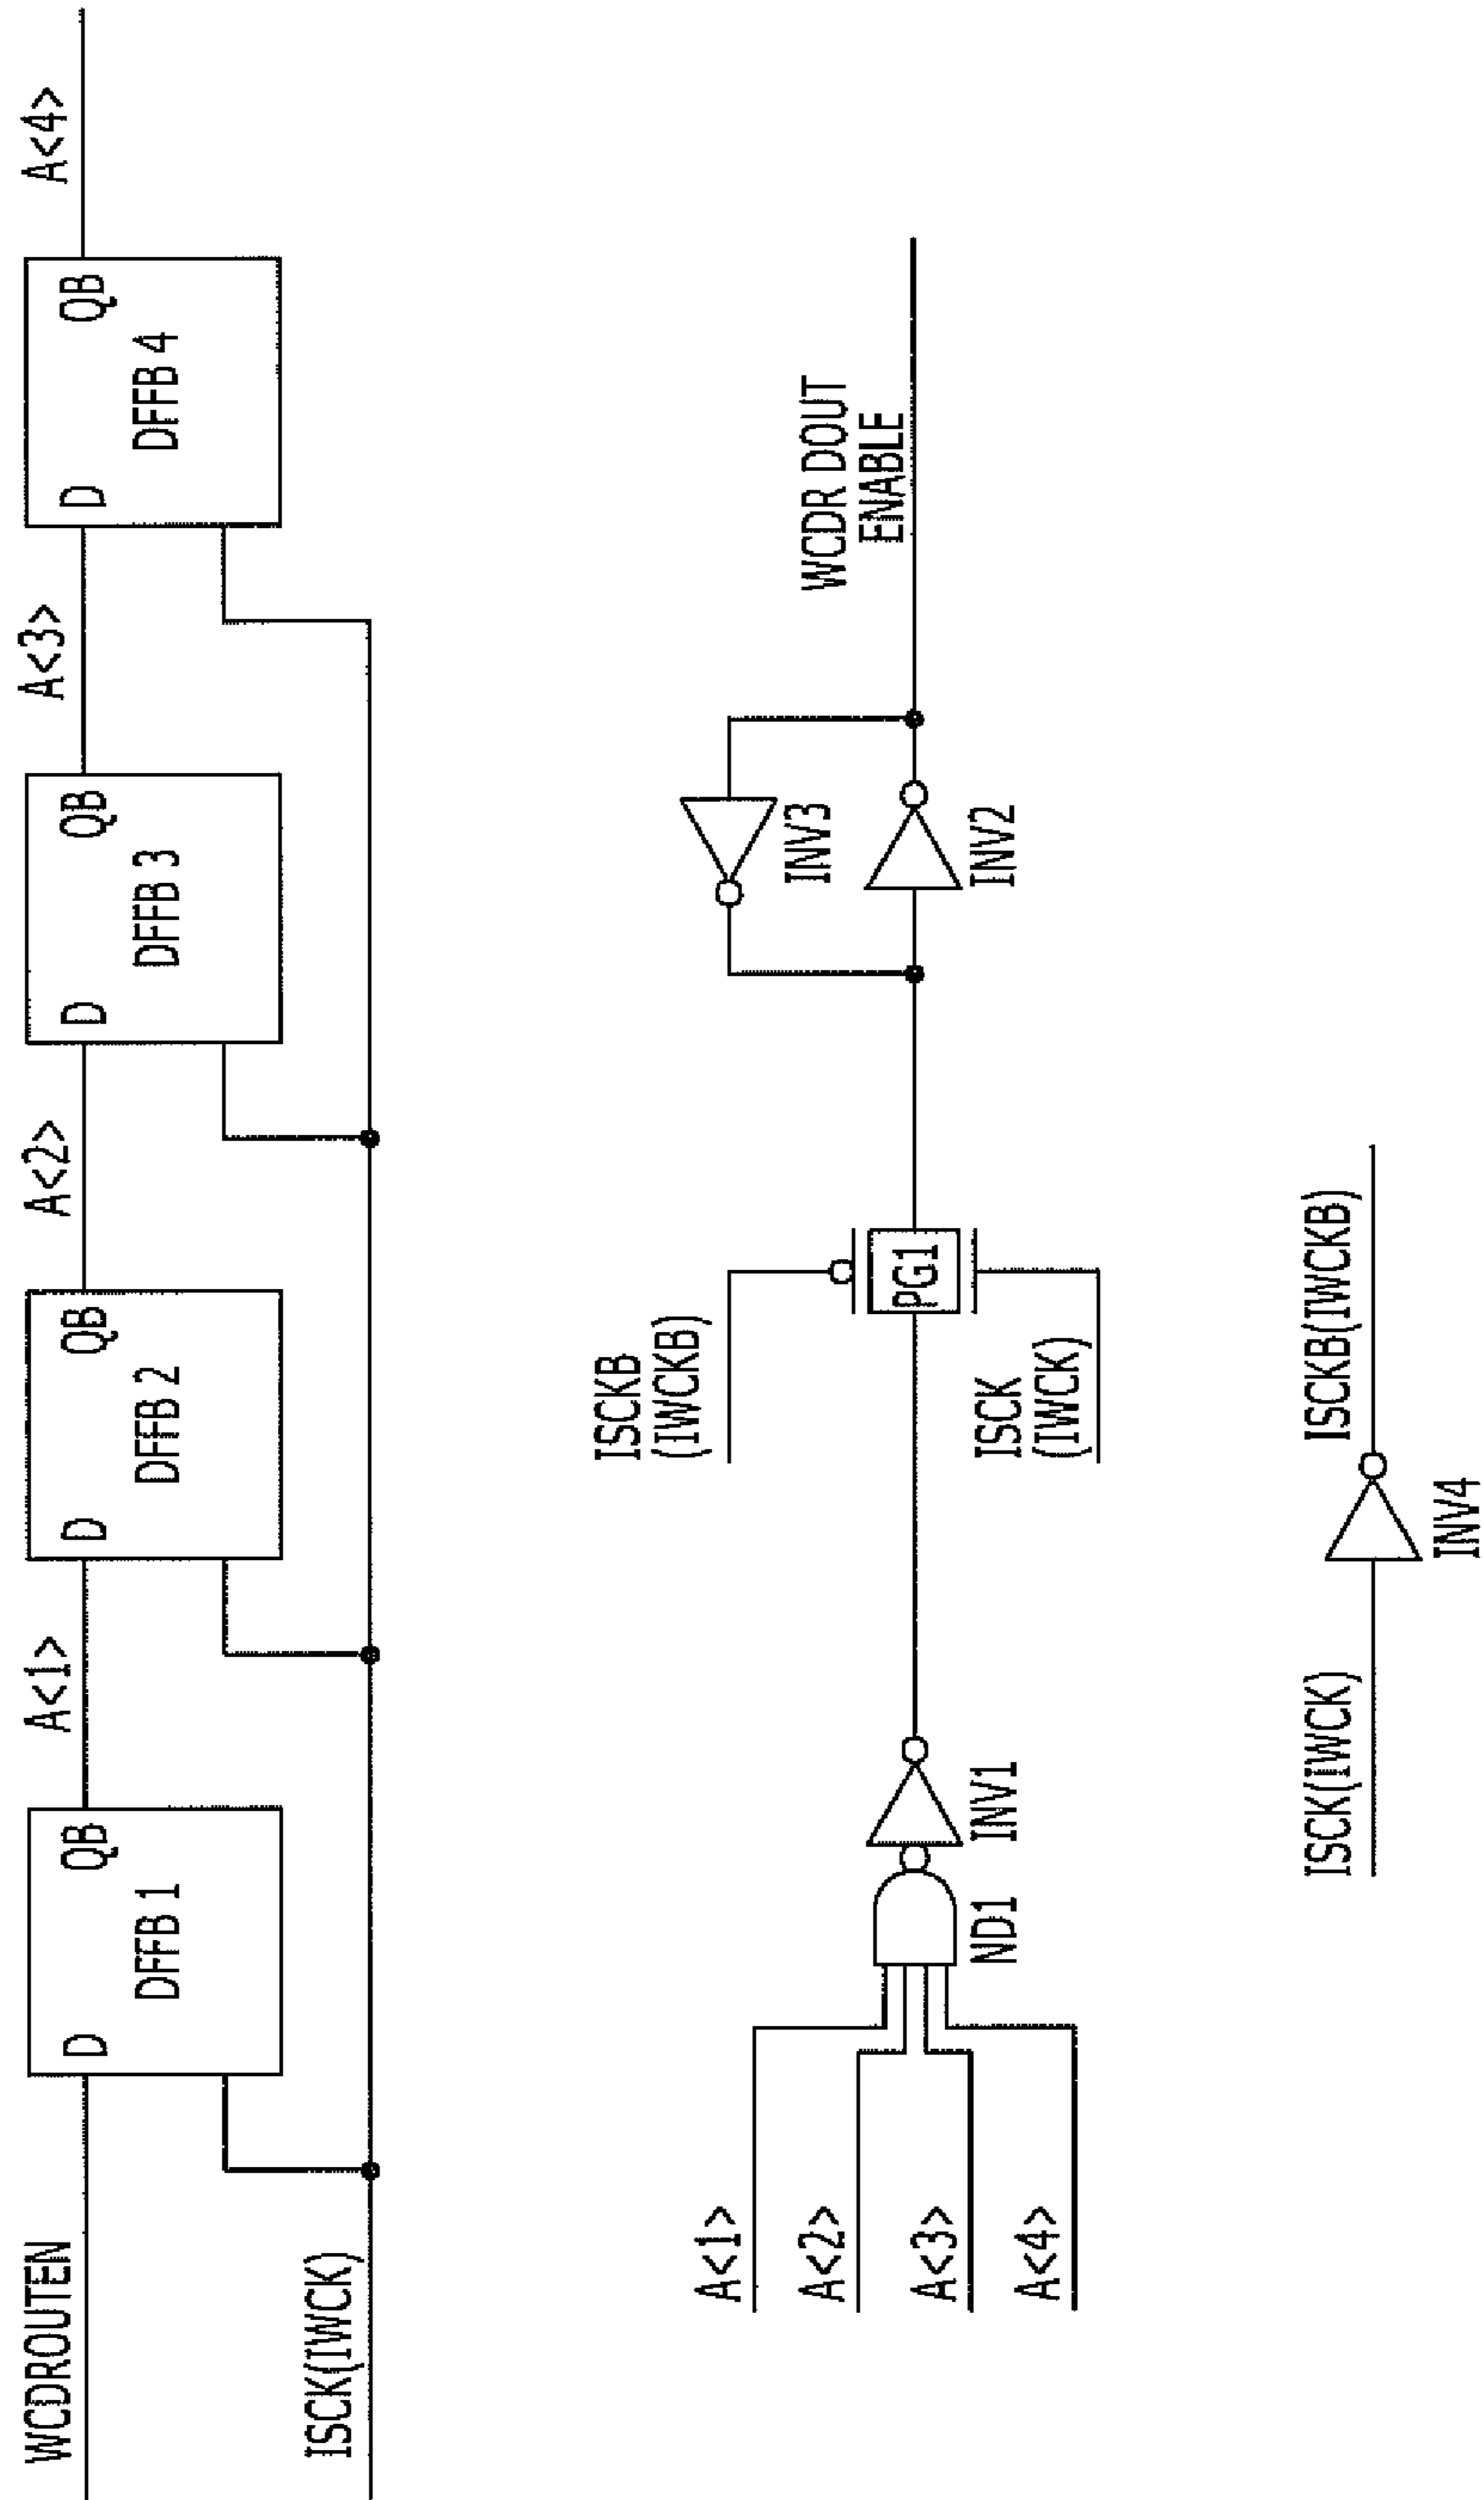 WCDROUTEN
D
DFFB 1
QB
A<1>
D
DFFB 2
QB
A<2>
D
DFFB 3
QB
A<3>
D
DFFB 4
QB
A<4>
ISCK(IWCK)
A<1>
A<2>
A<3>
A<4>
ND1
INV1
ISCKB
(IWCKB)
PG1
ISCK
(IWCK)
INV3
INV2
WCDR DOUT
ENABLE
ISCK(IWCK)
INV4
ISCKB(IWCKB)